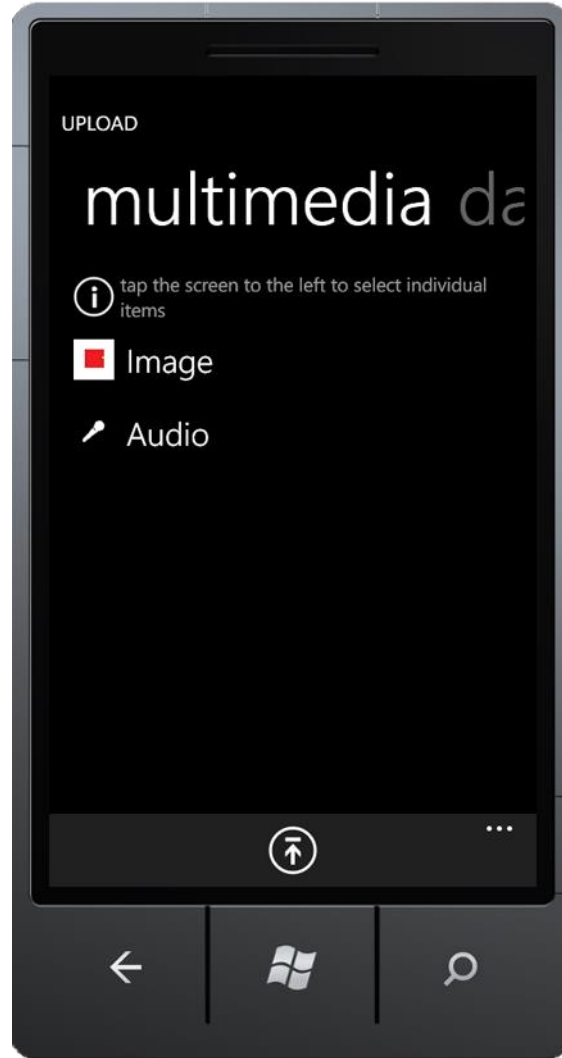 UPLOAD
multimedia da
tap the screen to the left to select individual
items
Image
Audio